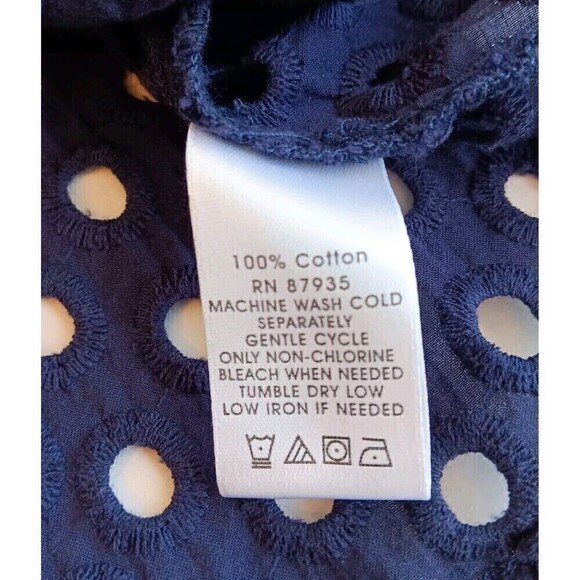 100% Cotton
RN 87935
MACHINE WASH COLD
SEPARATELY
GENTLE CYCLE
ONLY NON-CHLORINE
BLEACH WHEN NEEDED
TUMBLE DRY LOW
LOW IRON IF NEEDED